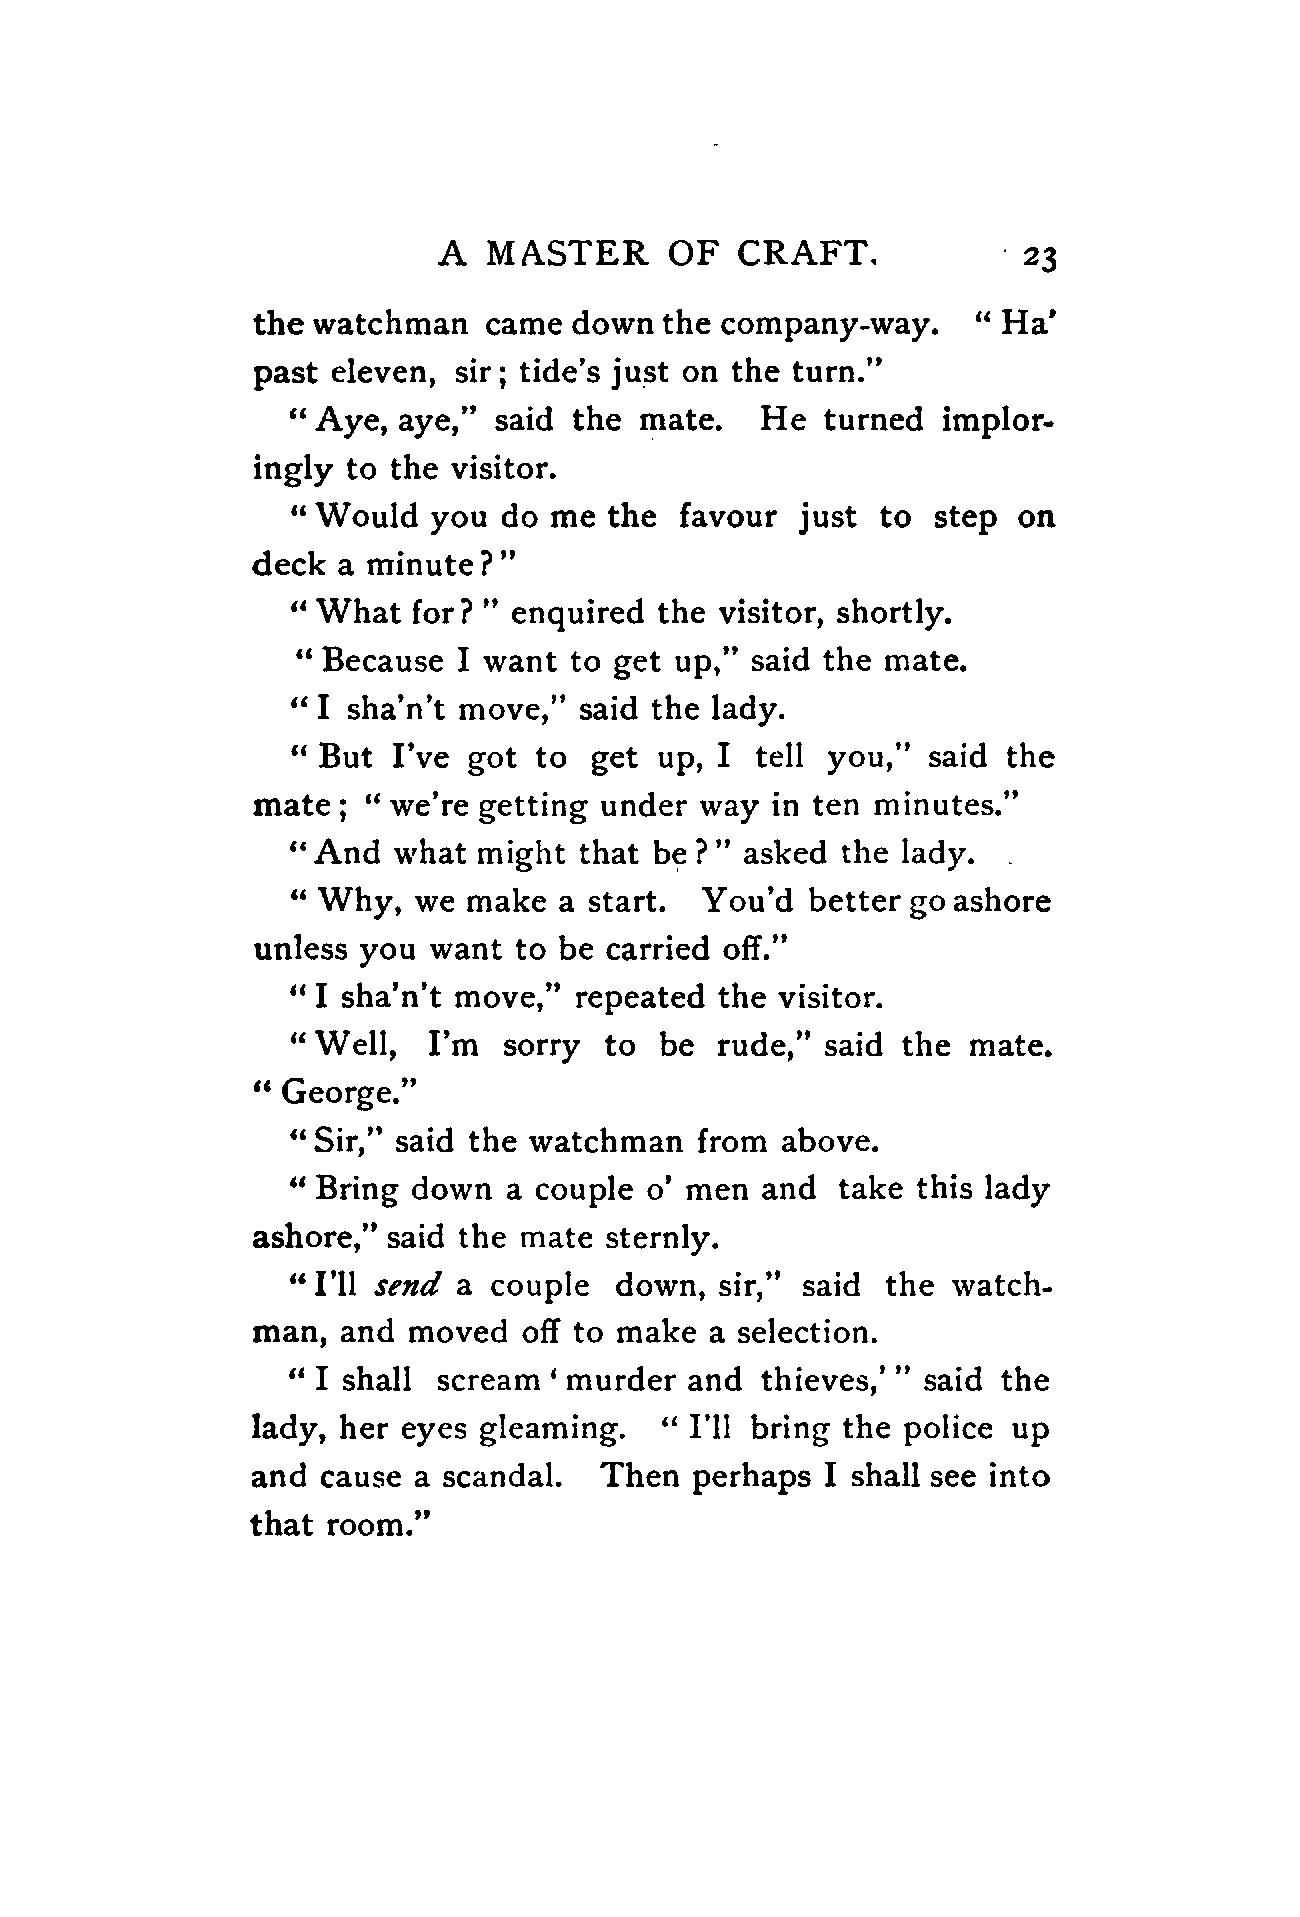 A MASTER OF CRAFT. 23
the watchman came down the company-way. “Ha’
past eleven, sir; tide’s just on the turn.”
“Aye, aye,” said the mate. He turned implor-
ingly to the visitor.
“Would you do me the favour just to step on
deck a minute?”
“What for?” enquired the visitor, shortly.
“Because I want to get up,” said the mate.
“I sha’n’t move,” said the lady.
“But I’ve got to get up, I tell you,” said the
mate; “we’re getting under way in ten minutes.”
“And what might that be?” asked the lady.
“Why, we make a start. You’d better go ashore
unless you want to be carried off.”
“I sha’n’t move,” repeated the visitor.
“Well, I’m sorry to be rude,” said the mate.
“George.”
“Sir,” said the watchman from above.
“Bring down a couple o’ men and take this lady
ashore,” said the mate sternly.
“I’ll send a couple down, sir,” said the watch-
man, and moved off to make a selection.
“I shall scream ‘murder and thieves,’” said the
lady, her eyes gleaming. “I’ll bring the police up
and cause a scandal. Then perhaps I shall see into
that room.”